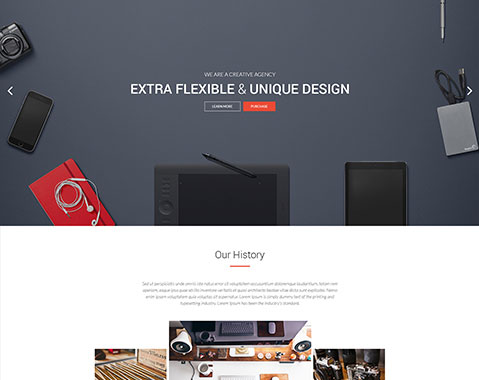 WE ARE A CREATIVE AGENCY
EXTRA FLEXIBLE & UNIQUE DESIGN
LEARN MORE
PURCHASE
Our History
Sed ut perspiciatis unde omnis iste natus error sit voluptatem accusantium doloremque laudantium, totam rem
aperiam, eaque ipsa quae ab illo inventore veritatis et quasi architecto beatae vitae dicta sunt explicabo. Nemo
enim ipsam voluptatem quia voluptas sit aspernatur. Lorem Ipsum is simply dummy text of the printing and
typesetting industry. Lorem Ipsum has been the industry's standard.